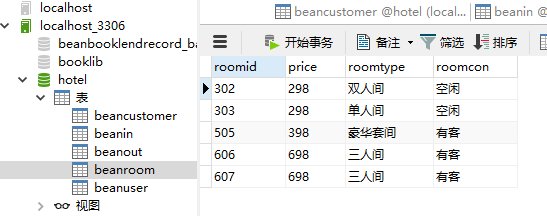 localhost
localhost_3306
beanbooklendrecord_ba
booklib
hotel
表
beancustomer
beanin
beanout
beanroom
beanuser
视图
beancustomer @hotel (local...
beanin @
开始事务 备注 筛选 排序
roomid price roomtype roomcon
302 298 双人间 空闲
303 298 单人间 空闲
505 398 豪华套间 有客
606 698 三人间 有客
607 698 三人间 有客